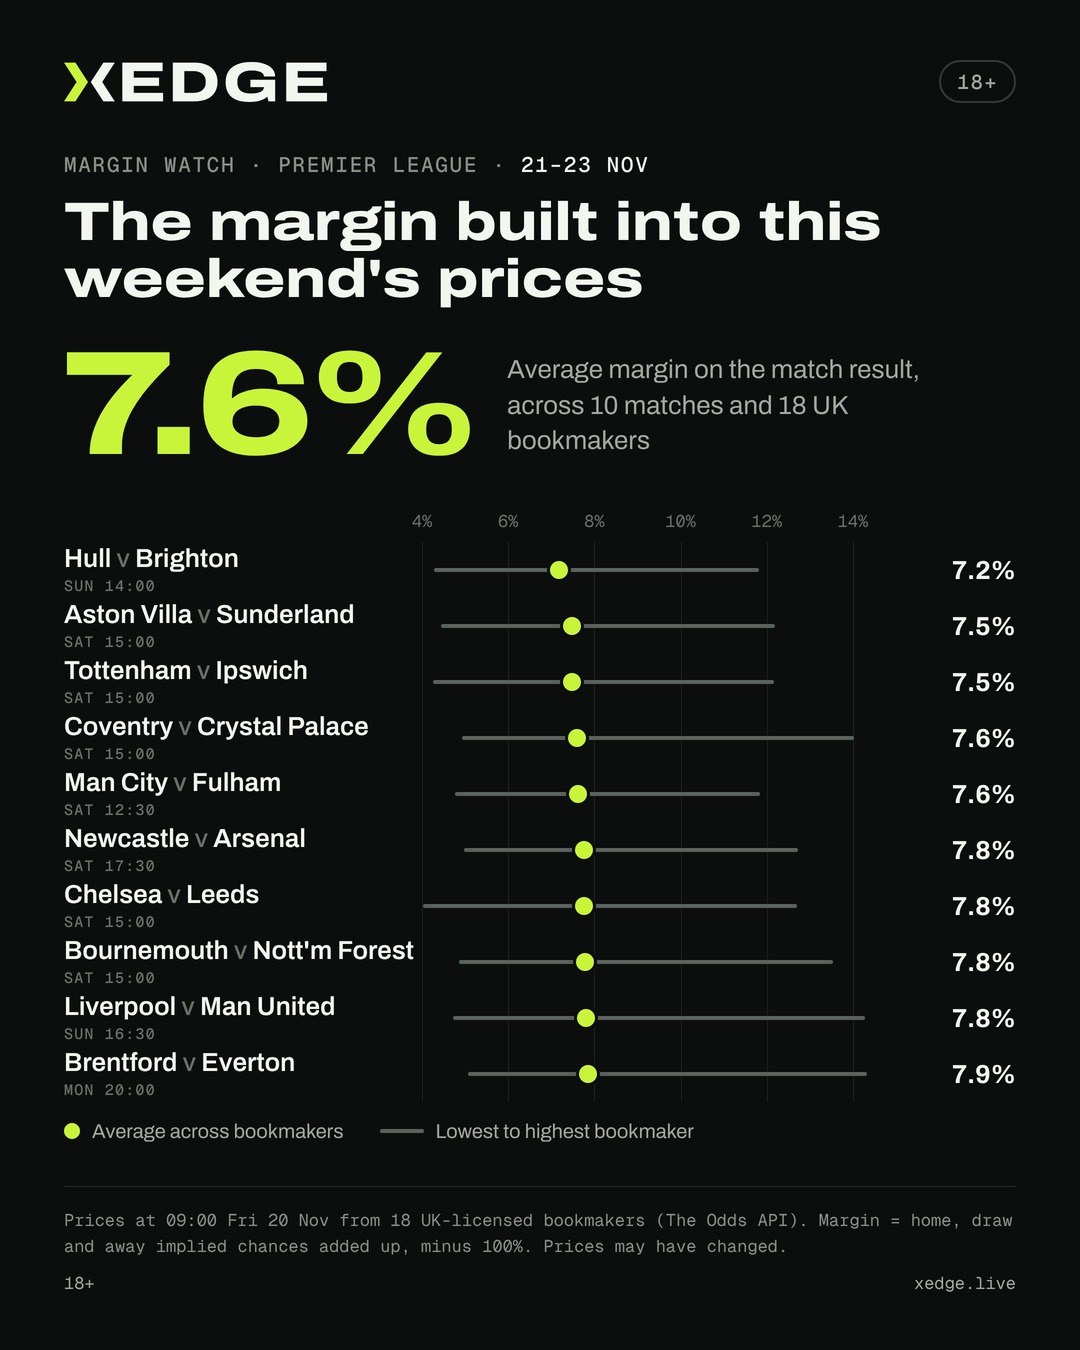 XEDGE
18+
MARGIN WATCH · PREMIER LEAGUE · 21–23 NOV
The margin built into this
weekend's prices
7.6%
Average margin on the match result,
across 10 matches and 18 UK
bookmakers
4% 6% 8% 10% 12% 14%
Hull v Brighton
SUN 14:00
7.2%
Aston Villa v Sunderland
SAT 15:00
7.5%
Tottenham v Ipswich
SAT 15:00
7.5%
Coventry v Crystal Palace
SAT 15:00
7.6%
Man City v Fulham
SAT 12:30
7.6%
Newcastle v Arsenal
SAT 17:30
7.8%
Chelsea v Leeds
SAT 15:00
7.8%
Bournemouth v Nott'm Forest
SAT 15:00
7.8%
Liverpool v Man United
SUN 16:30
7.8%
Brentford v Everton
MON 20:00
7.9%
Average across bookmakers
Lowest to highest bookmaker
Prices at 09:00 Fri 20 Nov from 18 UK-licensed bookmakers (The Odds API). Margin = home, draw
and away implied chances added up, minus 100%. Prices may have changed.
18+
xedge.live